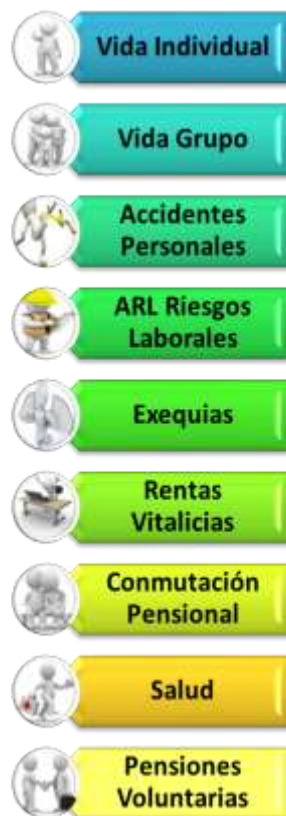 Vida Individual
Vida Grupo
Accidentes
Personales
ARL Riesgos
Laborales
Exequias
Rentas
Vitalicias
Conmutación
Pensional
Salud
Pensiones
Voluntarias